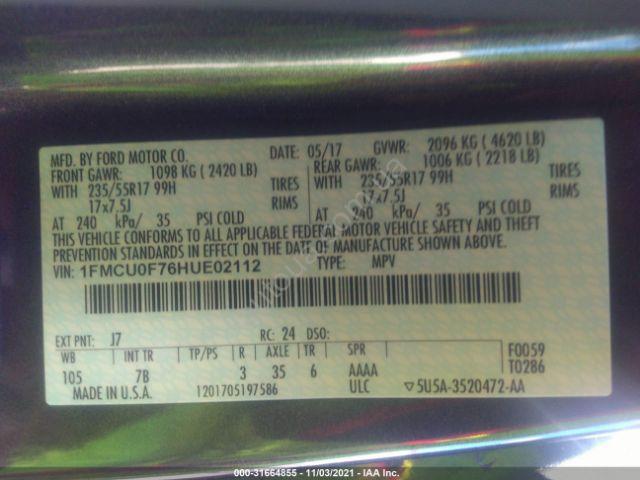 MFD. BY FORD MOTOR CO. DATE: 05/17 GVWR: 2096 KG ( 4620 LB)
FRONT GAWR: 1098 KG ( 2420 LB) REAR GAWR: 1006 KG ( 2218 LB)
WITH 235/55R17 99H TIRES WITH 235/55R17 99H TIRES
17x7.5J RIMS 17x7.5J RIMS
AT 240 kPa/ 35 PSI COLD AT 240 kPa/ 35 PSI COLD
THIS VEHICLE CONFORMS TO ALL APPLICABLE FEDERAL MOTOR VEHICLE SAFETY AND THEFT
PREVENTION STANDARDS IN EFFECT ON THE DATE OF MANUFACTURE SHOWN ABOVE.
VIN: 1FMCU0F76HUE02112 TYPE: MPV
EXT PNT: J7 RC: 24 DSO:
WB INT TR TP/PS R AXLE TR SPR F0059
105 7B 3 35 6 AAAA T0286
MADE IN U.S.A. 1201705197586 ULC ▽5U5A-3520472-AA
000-31664855 - 11/03/2021 - IAA Inc.